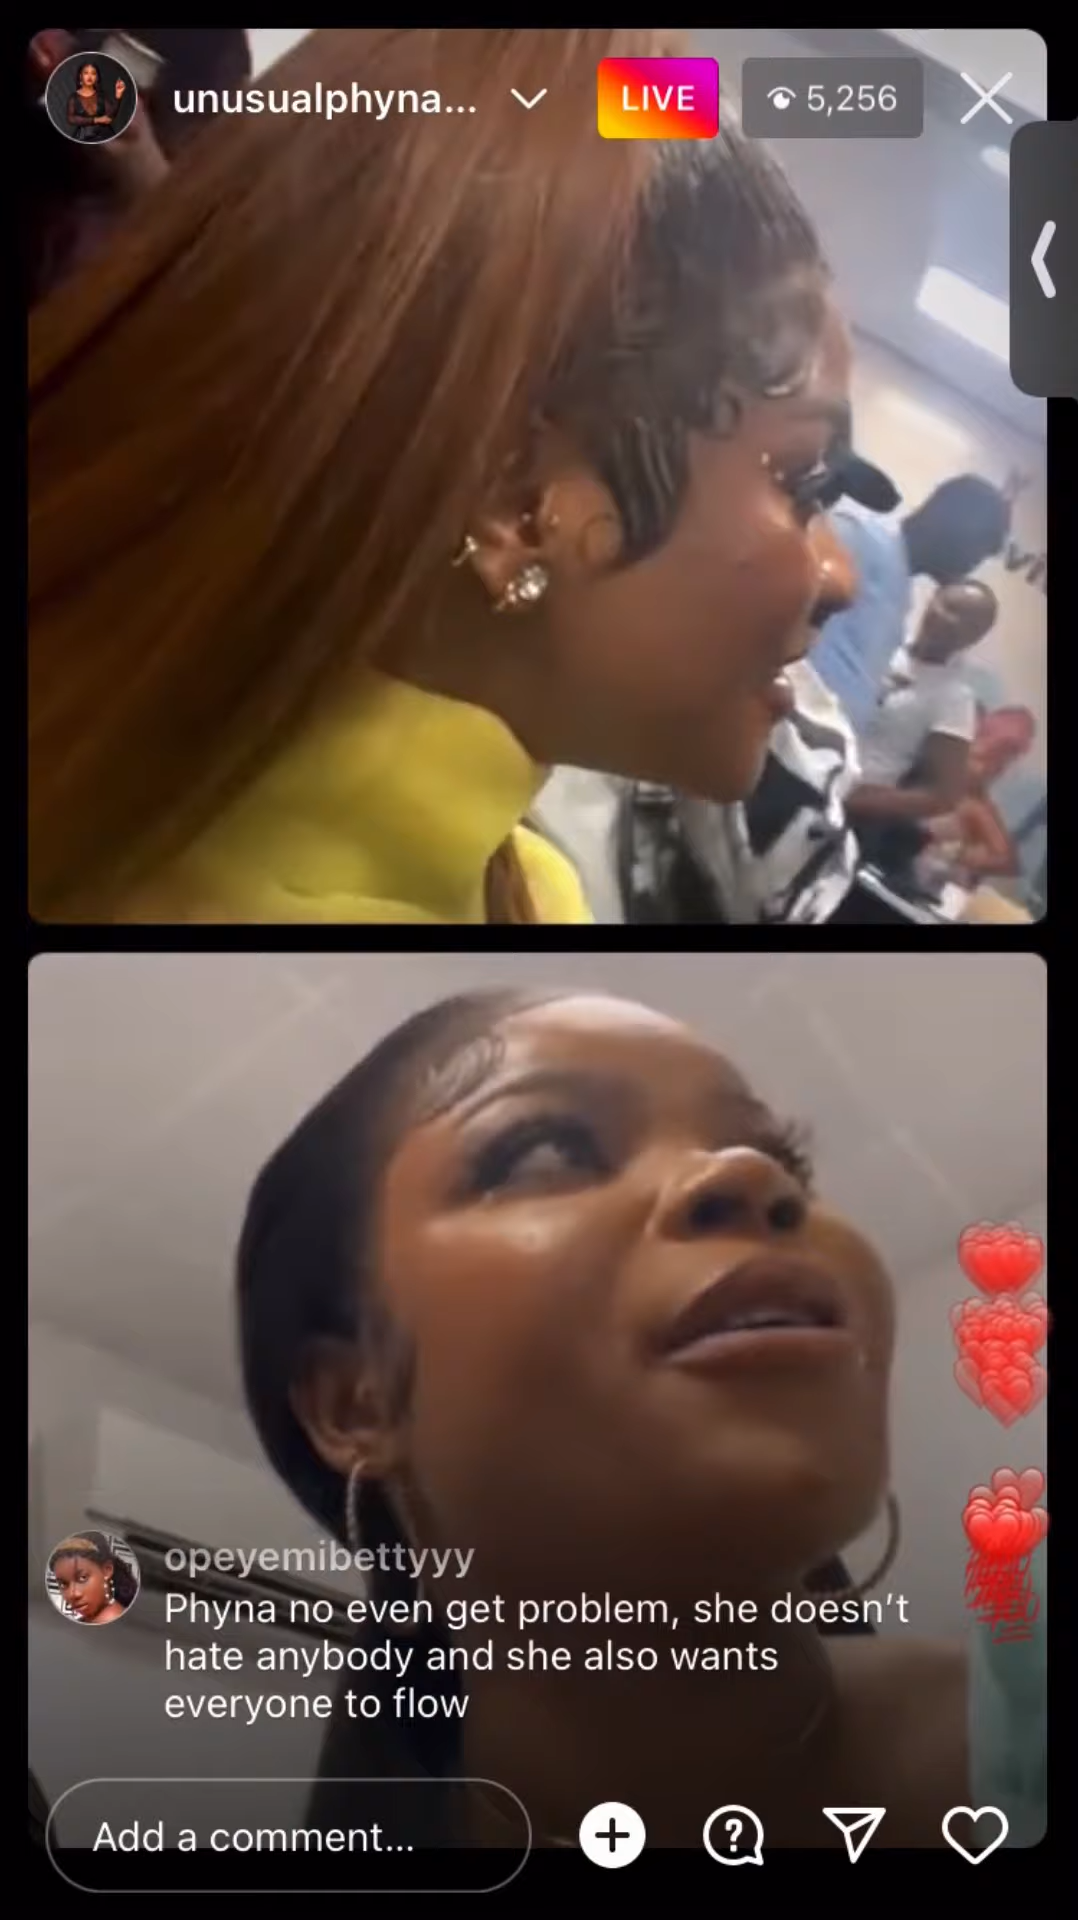 unusualphyna...
LIVE
5,256
opeyemibettyyy
Phyna no even get problem, she doesn't
hate anybody and she also wants
everyone to flow
Add a comment...